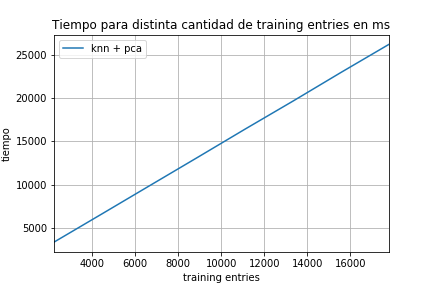 Tiempo para distinta cantidad de training entries en ms
knn + pca
25000
20000
15000
10000
5000
tiempo
4000 6000 8000 10000 12000 14000 16000
training entries